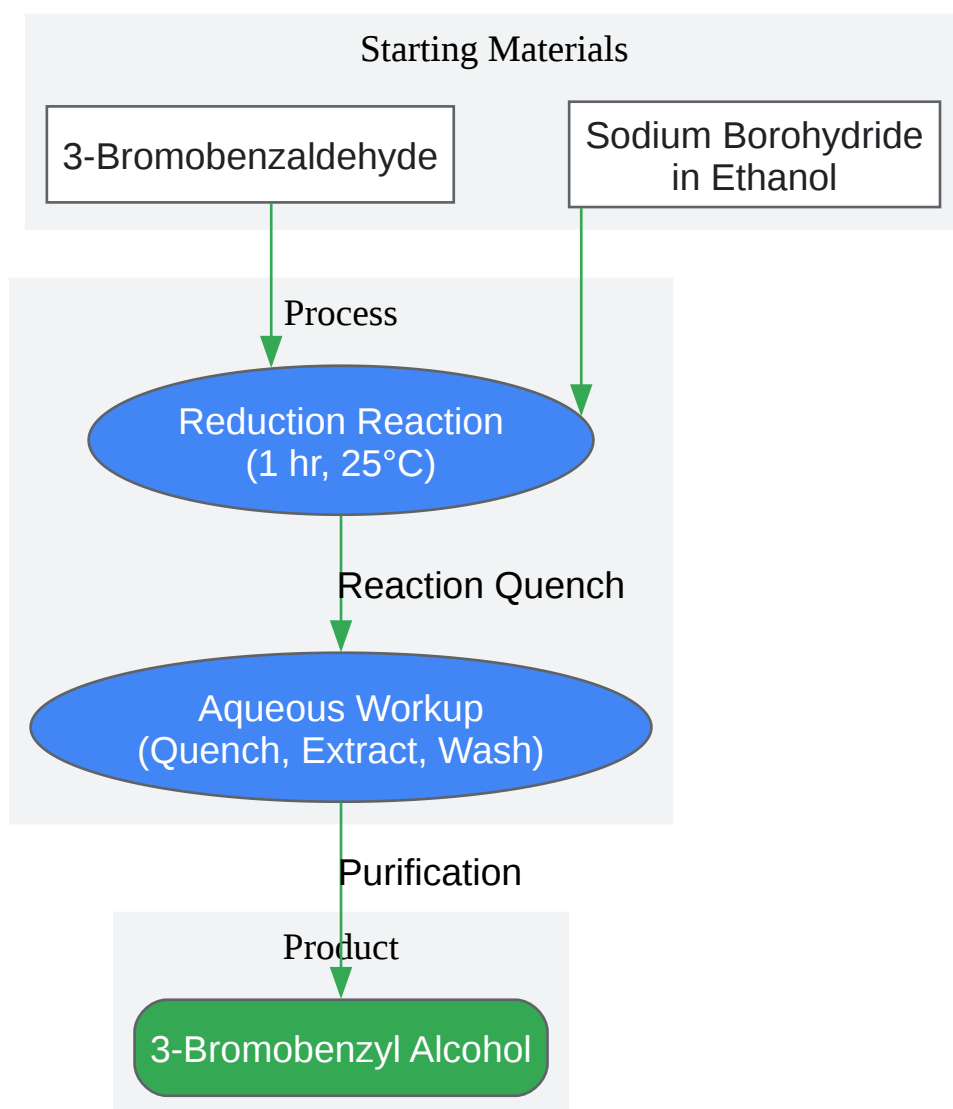 Starting Materials
3-Bromobenzaldehyde
Sodium Borohydride
in Ethanol
Process
Reduction Reaction
(1 hr, 25°C)
Reaction Quench
Aqueous Workup
(Quench, Extract, Wash)
Purification
Product
3-Bromobenzyl Alcohol